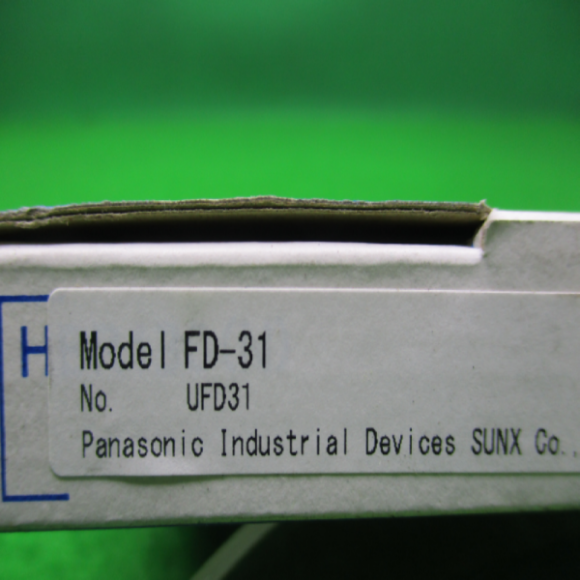 H
Model FD-31
No. UFD31
Panasonic Industrial Devices SUNX Co.,